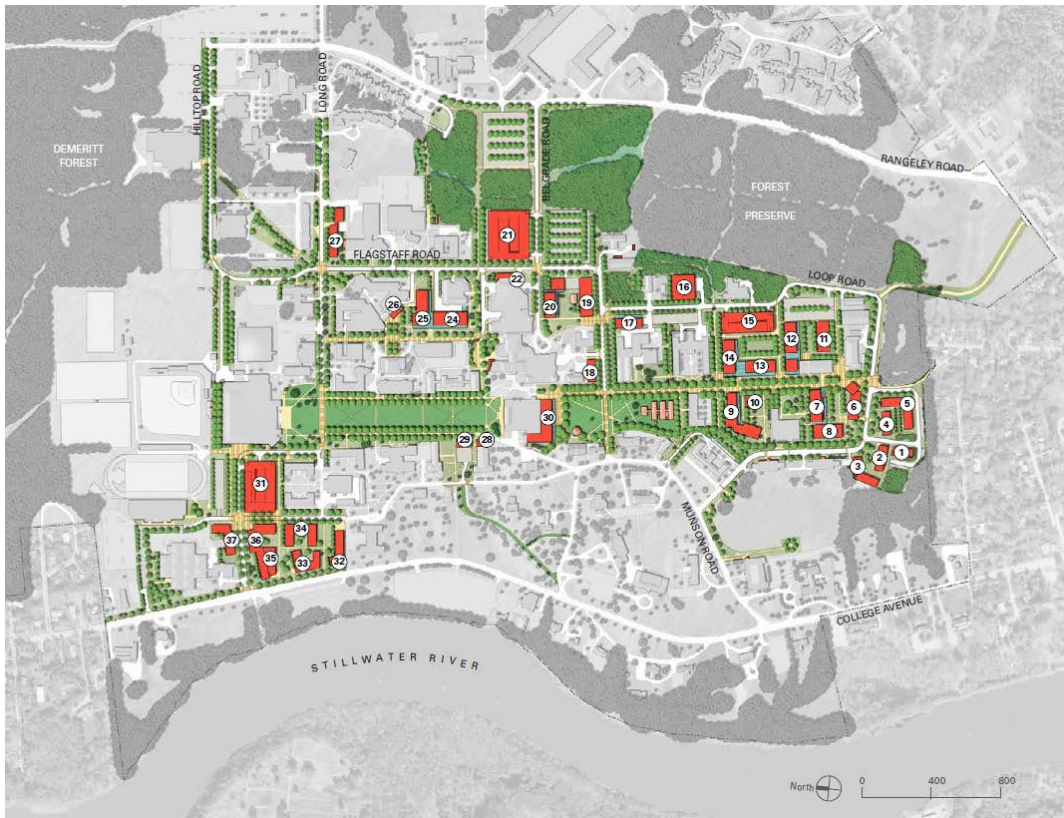 HILLTOP ROAD
LONG ROAD
BELGRADE ROAD
DEMERITT
FOREST
RANGELEY ROAD
FOREST
PRESERVE
27
21
FLAGSTAFF ROAD
LOOP ROAD
22
26
25
24
20
19
16
17
15
12
11
14
13
18
30
29
28
9
10
7
8
6
5
4
3
2
1
31
MUNSON ROAD
37
36
34
35
33
32
COLLEGE AVENUE
STILLWATER RIVER
North
0
400
800